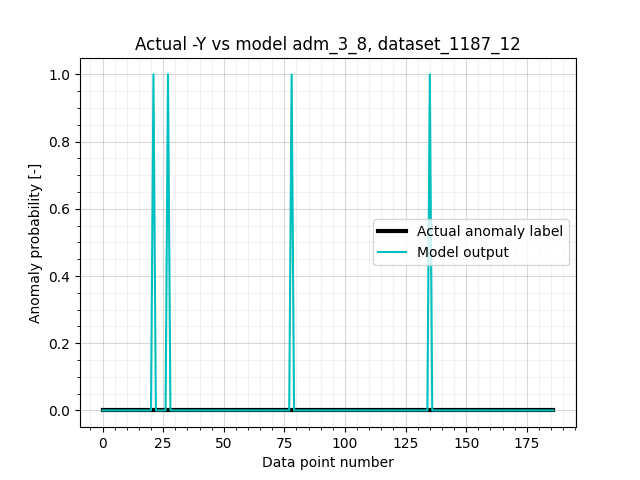 Actual -Y vs model adm_3_8, dataset_1187_12
1.0
0.8
0.6
0.4
0.2
0.0
Anomaly probability [-]
Actual anomaly label
Model output
0 25 50 75 100 125 150 175
Data point number